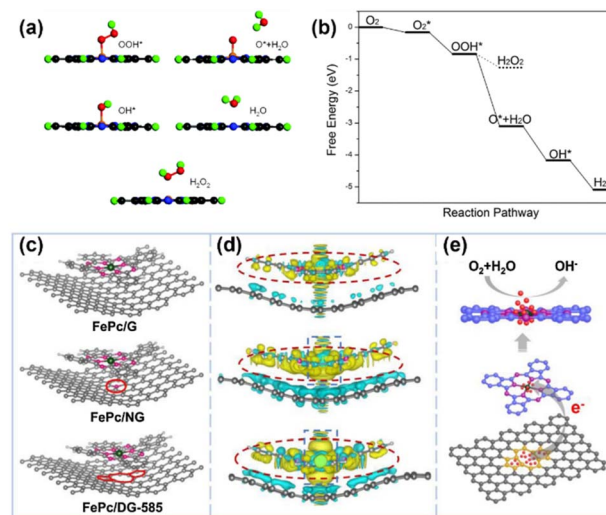 (a)
OOH*
O*+H₂O
OH*
H₂O
H₂O₂
(b)
Free Energy (eV)
0
-1
-2
-3
-4
-5
O₂
O₂*
OOH*
H₂O₂
O*+H₂O
OH*
H₂
Reaction Pathway
(c)
FePc/G
FePc/NG
FePc/DG-585
(d)
(e)
O₂+H₂O
OH⁻
e⁻